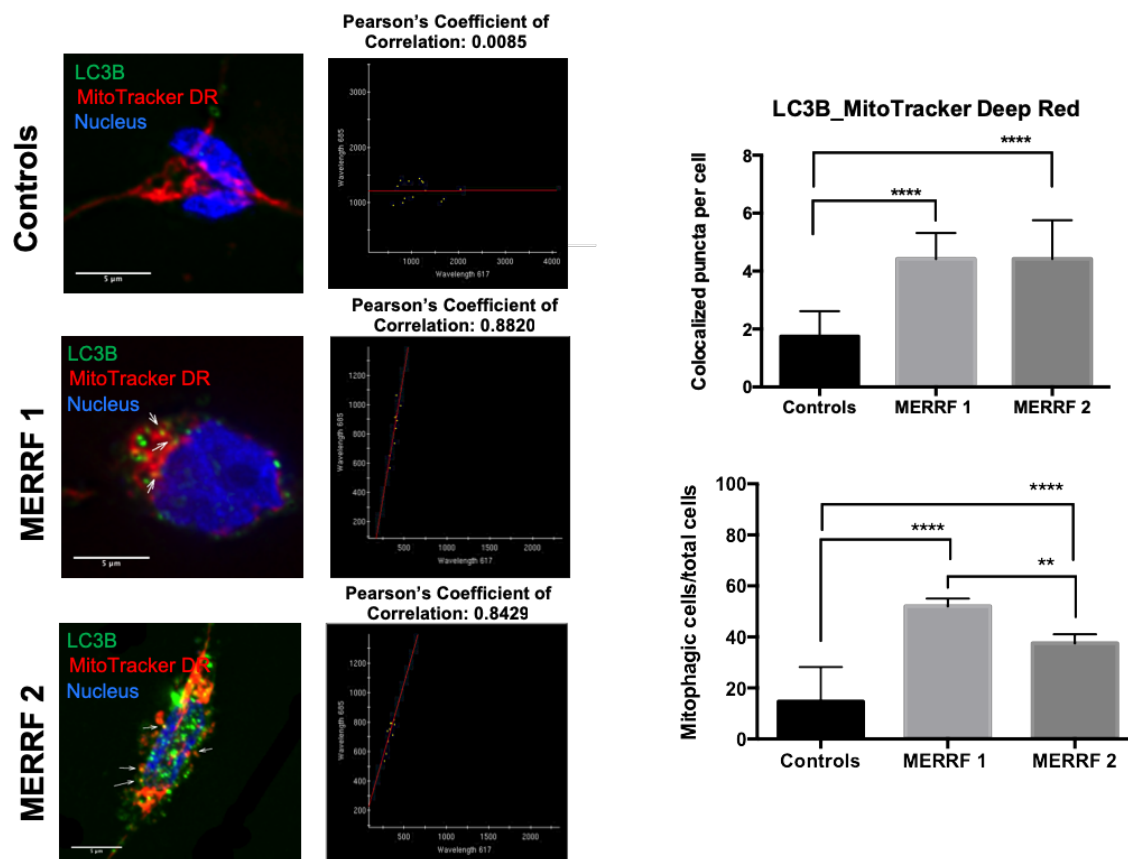 Controls
LC3B
MitoTracker DR
Nucleus
5 µm
Pearson's Coefficient of
Correlation: 0.0085
Wavelength 685
3000
2000
1000
1000
2000
3000
4000
Wavelength 617
MERRF 1
LC3B
MitoTracker DR
Nucleus
5 µm
Pearson's Coefficient of
Correlation: 0.8820
Wavelength 685
1200
1000
800
600
400
200
500
1000
1500
2000
Wavelength 617
MERRF 2
LC3B
MitoTracker DR
Nucleus
5 µm
Pearson's Coefficient of
Correlation: 0.8429
Wavelength 685
1200
1000
800
600
400
200
500
1000
1500
2000
Wavelength 617
LC3B_MitoTracker Deep Red
Colocalized puncta per cell
8
6
4
2
0
****
****
Controls
MERRF 1
MERRF 2
Mitophagic cells/total cells
100
80
60
40
20
0
****
****
**
Controls
MERRF 1
MERRF 2